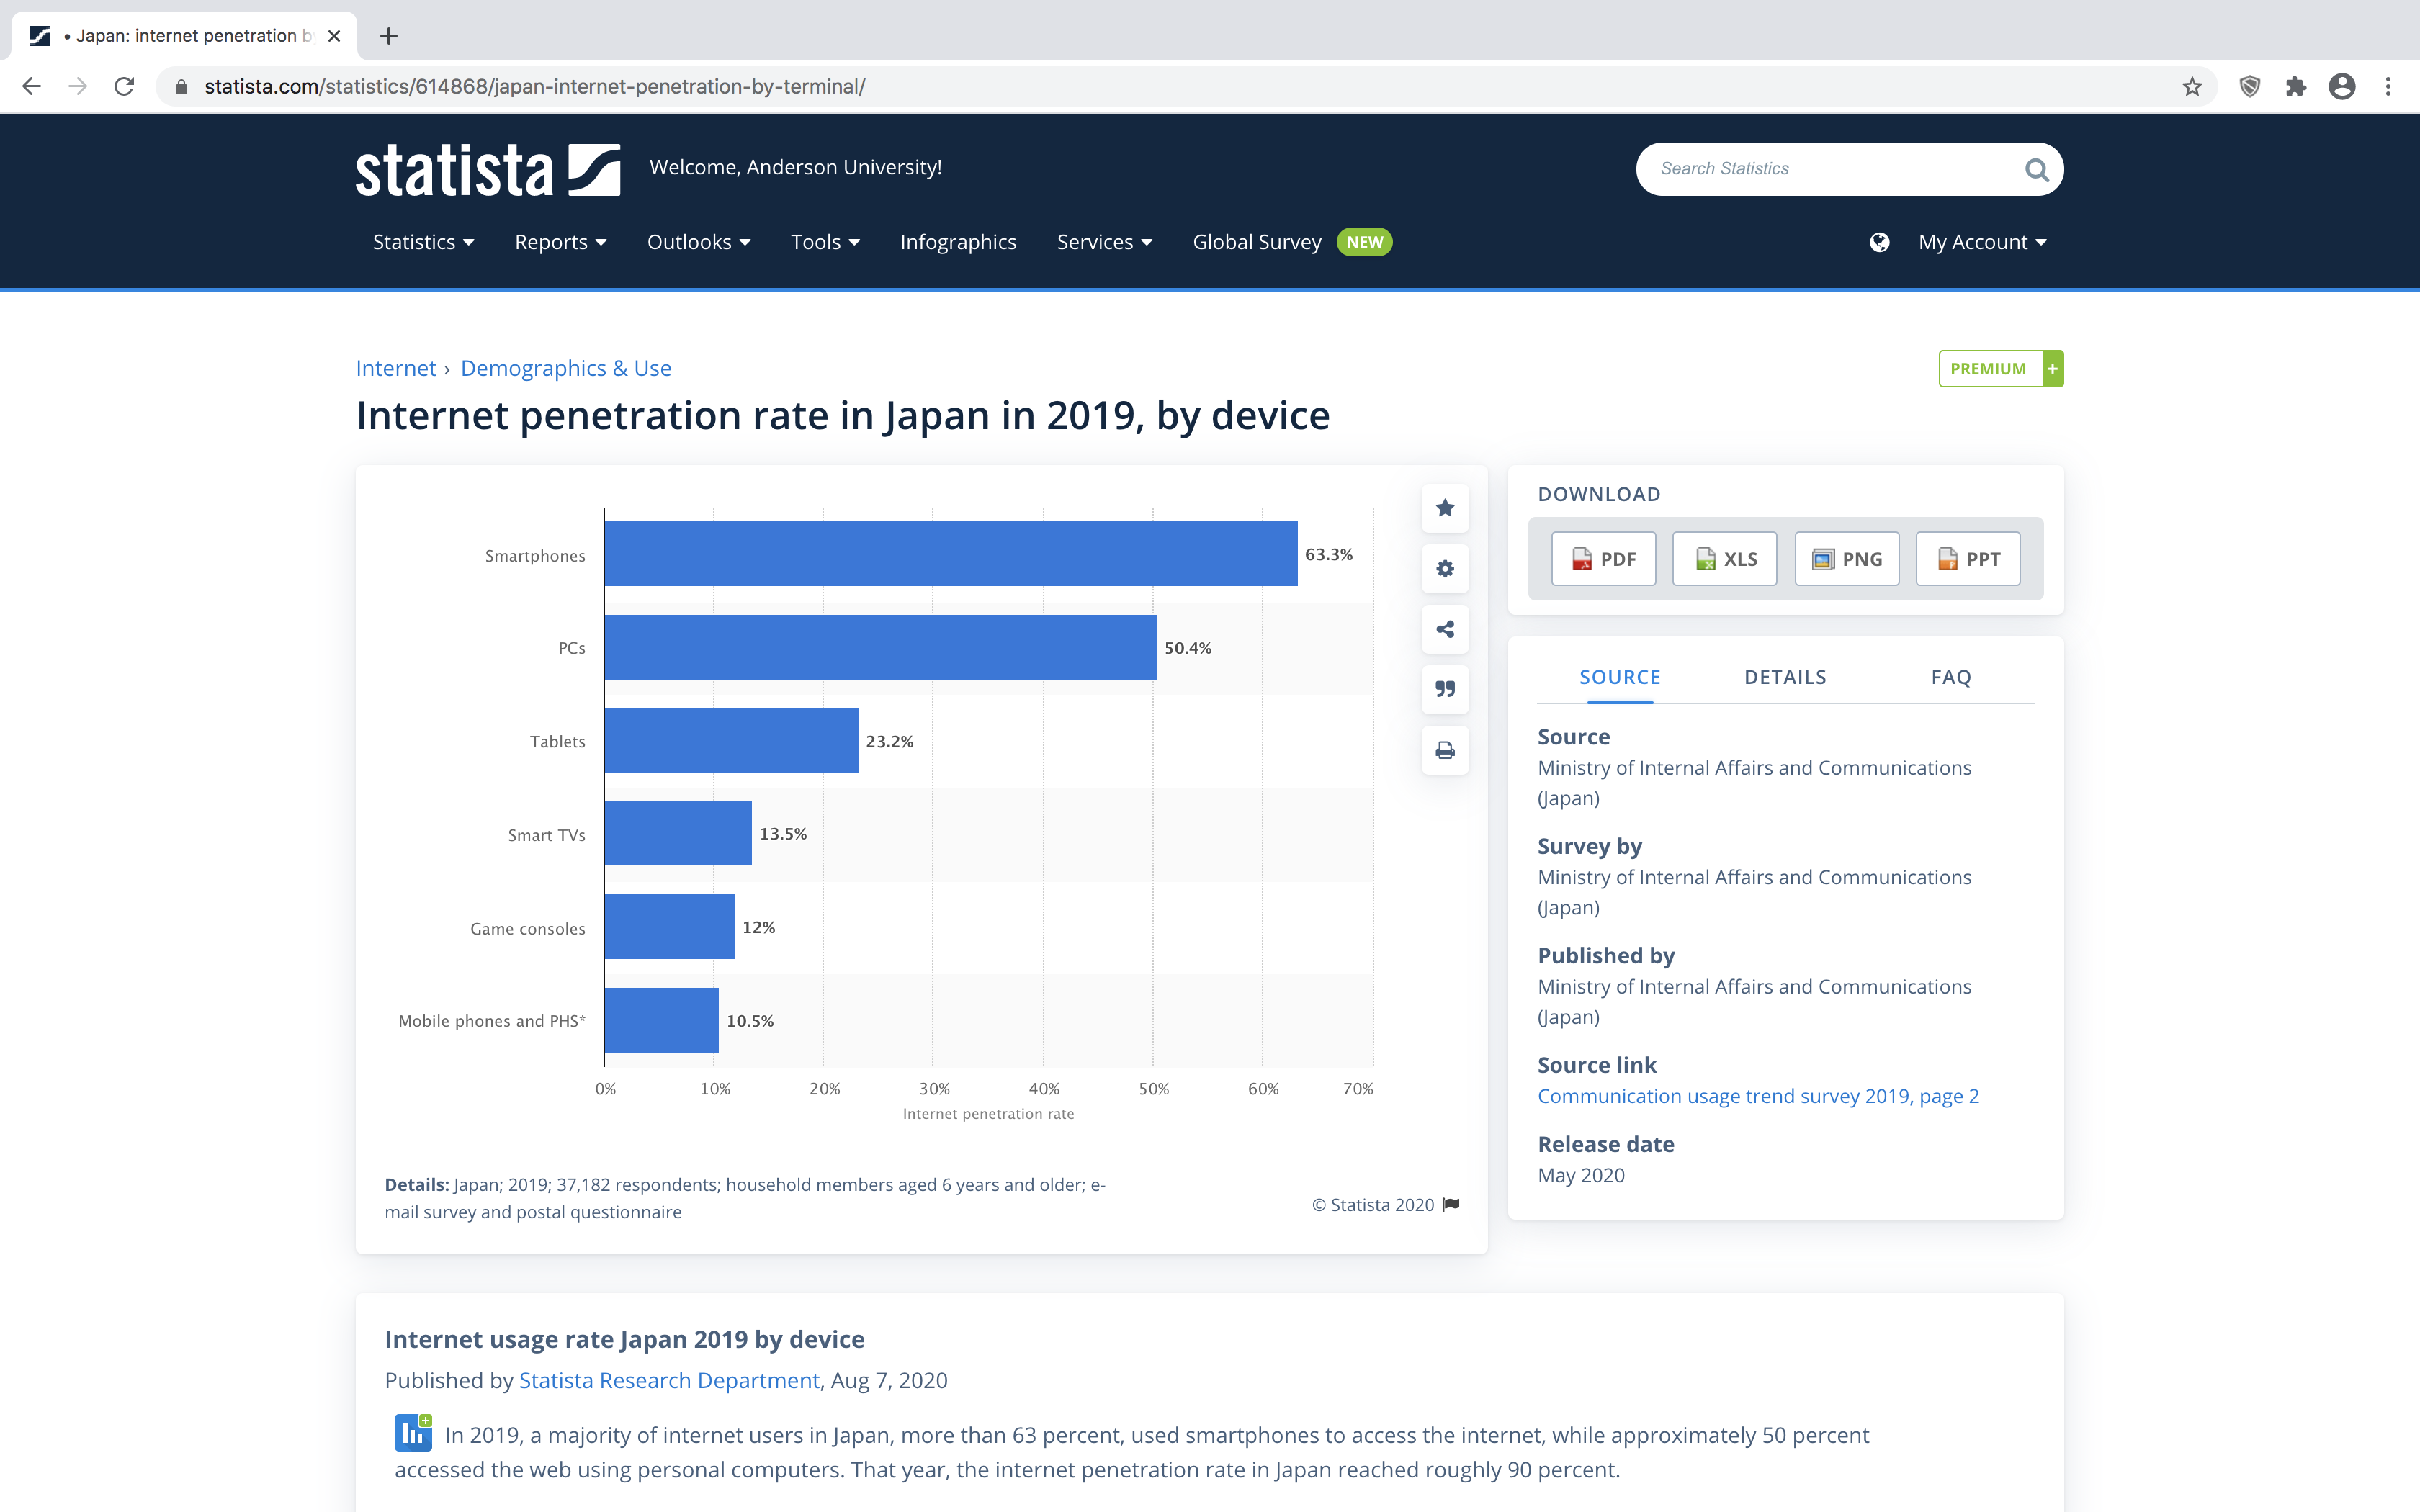 • Japan: internet penetration
statista.com/statistics/614868/japan-internet-penetration-by-terminal/
statista
Welcome, Anderson University!
Search Statistics
Statistics
Reports
Outlooks
Tools
Infographics
Services
Global Survey NEW
My Account
Internet › Demographics & Use
PREMIUM +
Internet penetration rate in Japan in 2019, by device
Smartphones
63.3%
PCs
50.4%
Tablets
23.2%
Smart TVs
13.5%
Game consoles
12%
Mobile phones and PHS*
10.5%
0% 10% 20% 30% 40% 50% 60% 70%
Internet penetration rate
Details: Japan; 2019; 37,182 respondents; household members aged 6 years and older; e-
mail survey and postal questionnaire
© Statista 2020
DOWNLOAD
PDF
XLS
PNG
PPT
SOURCE
DETAILS
FAQ
Source
Ministry of Internal Affairs and Communications
(Japan)
Survey by
Ministry of Internal Affairs and Communications
(Japan)
Published by
Ministry of Internal Affairs and Communications
(Japan)
Source link
Communication usage trend survey 2019, page 2
Release date
May 2020
Internet usage rate Japan 2019 by device
Published by Statista Research Department, Aug 7, 2020
In 2019, a majority of internet users in Japan, more than 63 percent, used smartphones to access the internet, while approximately 50 percent
accessed the web using personal computers. That year, the internet penetration rate in Japan reached roughly 90 percent.